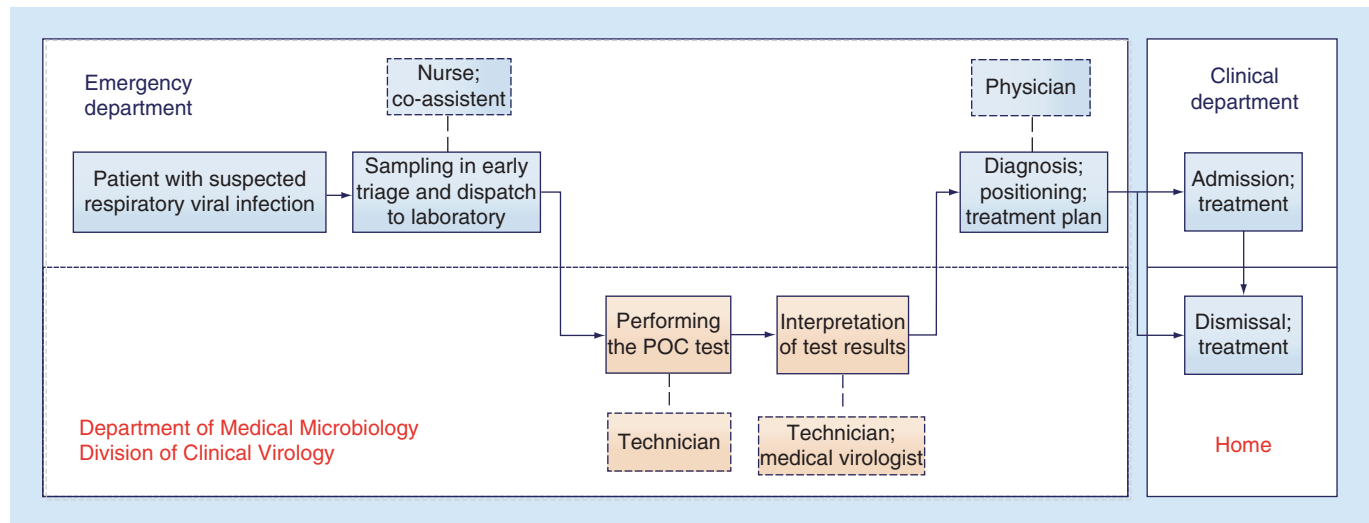 Emergency
department
Nurse;
co-assistent
Physician
Clinical
department
Patient with suspected
respiratory viral infection
Sampling in early
triage and dispatch
to laboratory
Diagnosis;
positioning;
treatment plan
Admission;
treatment
Performing
the POC test
Interpretation
of test results
Dismissal;
treatment
Department of Medical Microbiology
Division of Clinical Virology
Technician
Technician;
medical virologist
Home